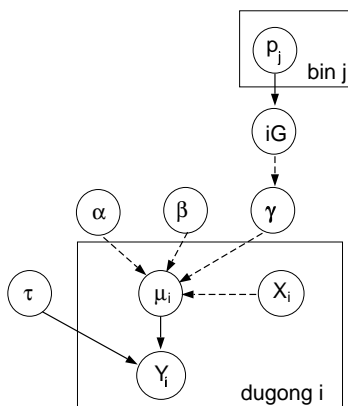 p_j
bin j
iG
α β γ
τ μ_i X_i
Y_i
dugong i